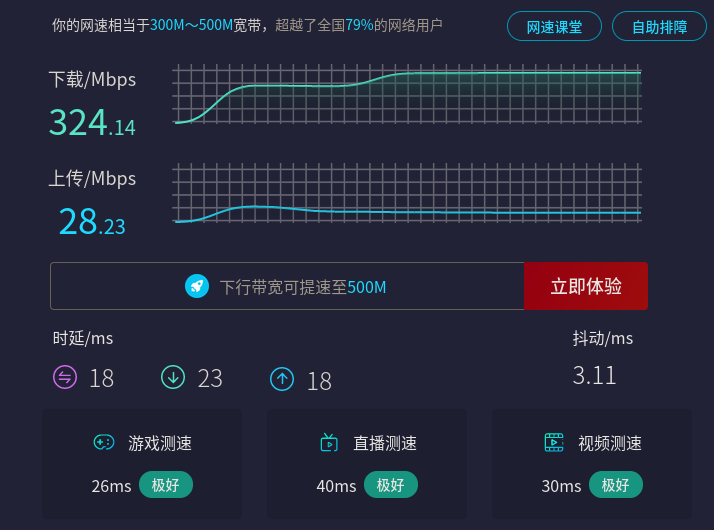 你的网速相当于300M～500M宽带，超越了全国79%的网络用户
网速课堂
自助排障
下载/Mbps
324.14
上传/Mbps
28.23
下行带宽可提速至500M
立即体验
时延/ms
抖动/ms
18
23
18
3.11
游戏测速
直播测速
视频测速
26ms 极好
40ms 极好
30ms 极好